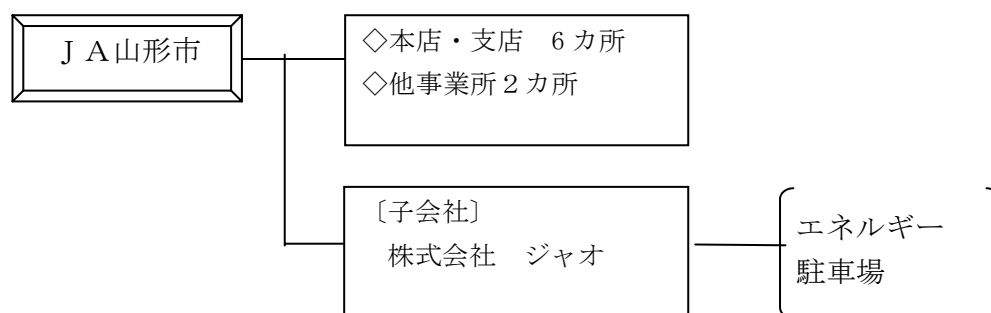 ＪＡ山形市
◇本店・支店　6カ所
◇他事業所２カ所
〔子会社〕
株式会社　ジャオ
エネルギー
駐車場